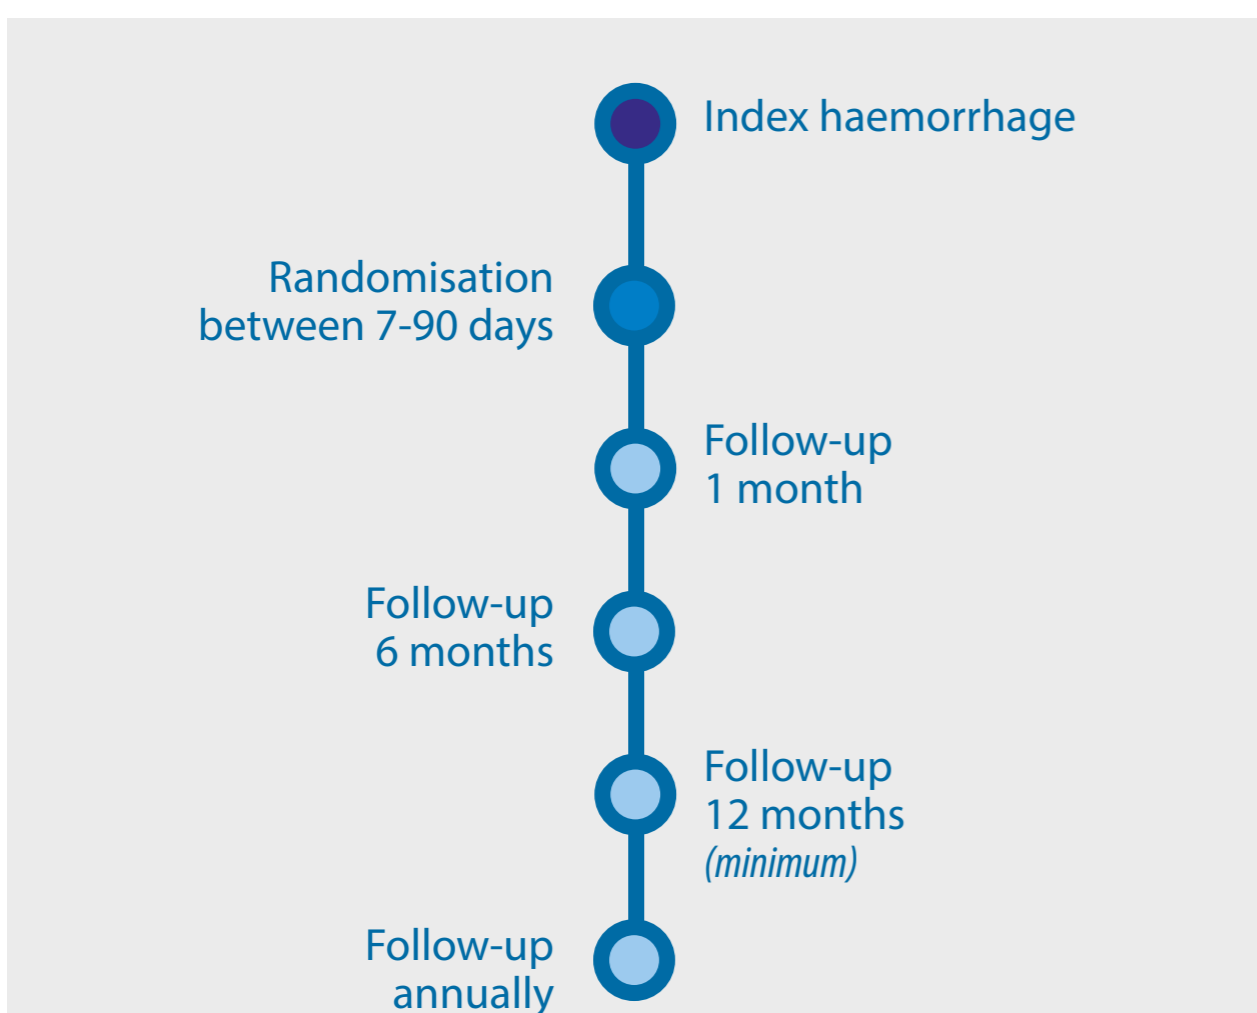 Index haemorrhage
Randomisation
between 7-90 days
Follow-up
1 month
Follow-up
6 months
Follow-up
12 months
(minimum)
Follow-up
annually